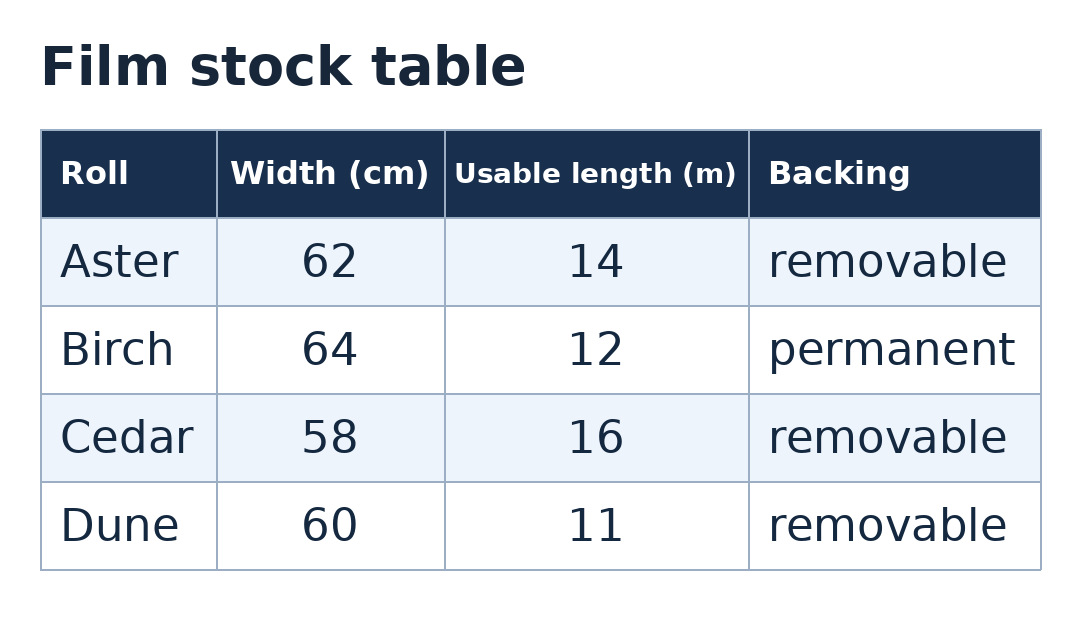 Film stock table
Roll Width (cm) Usable length (m) Backing
Aster 62 14 removable
Birch 64 12 permanent
Cedar 58 16 removable
Dune 60 11 removable